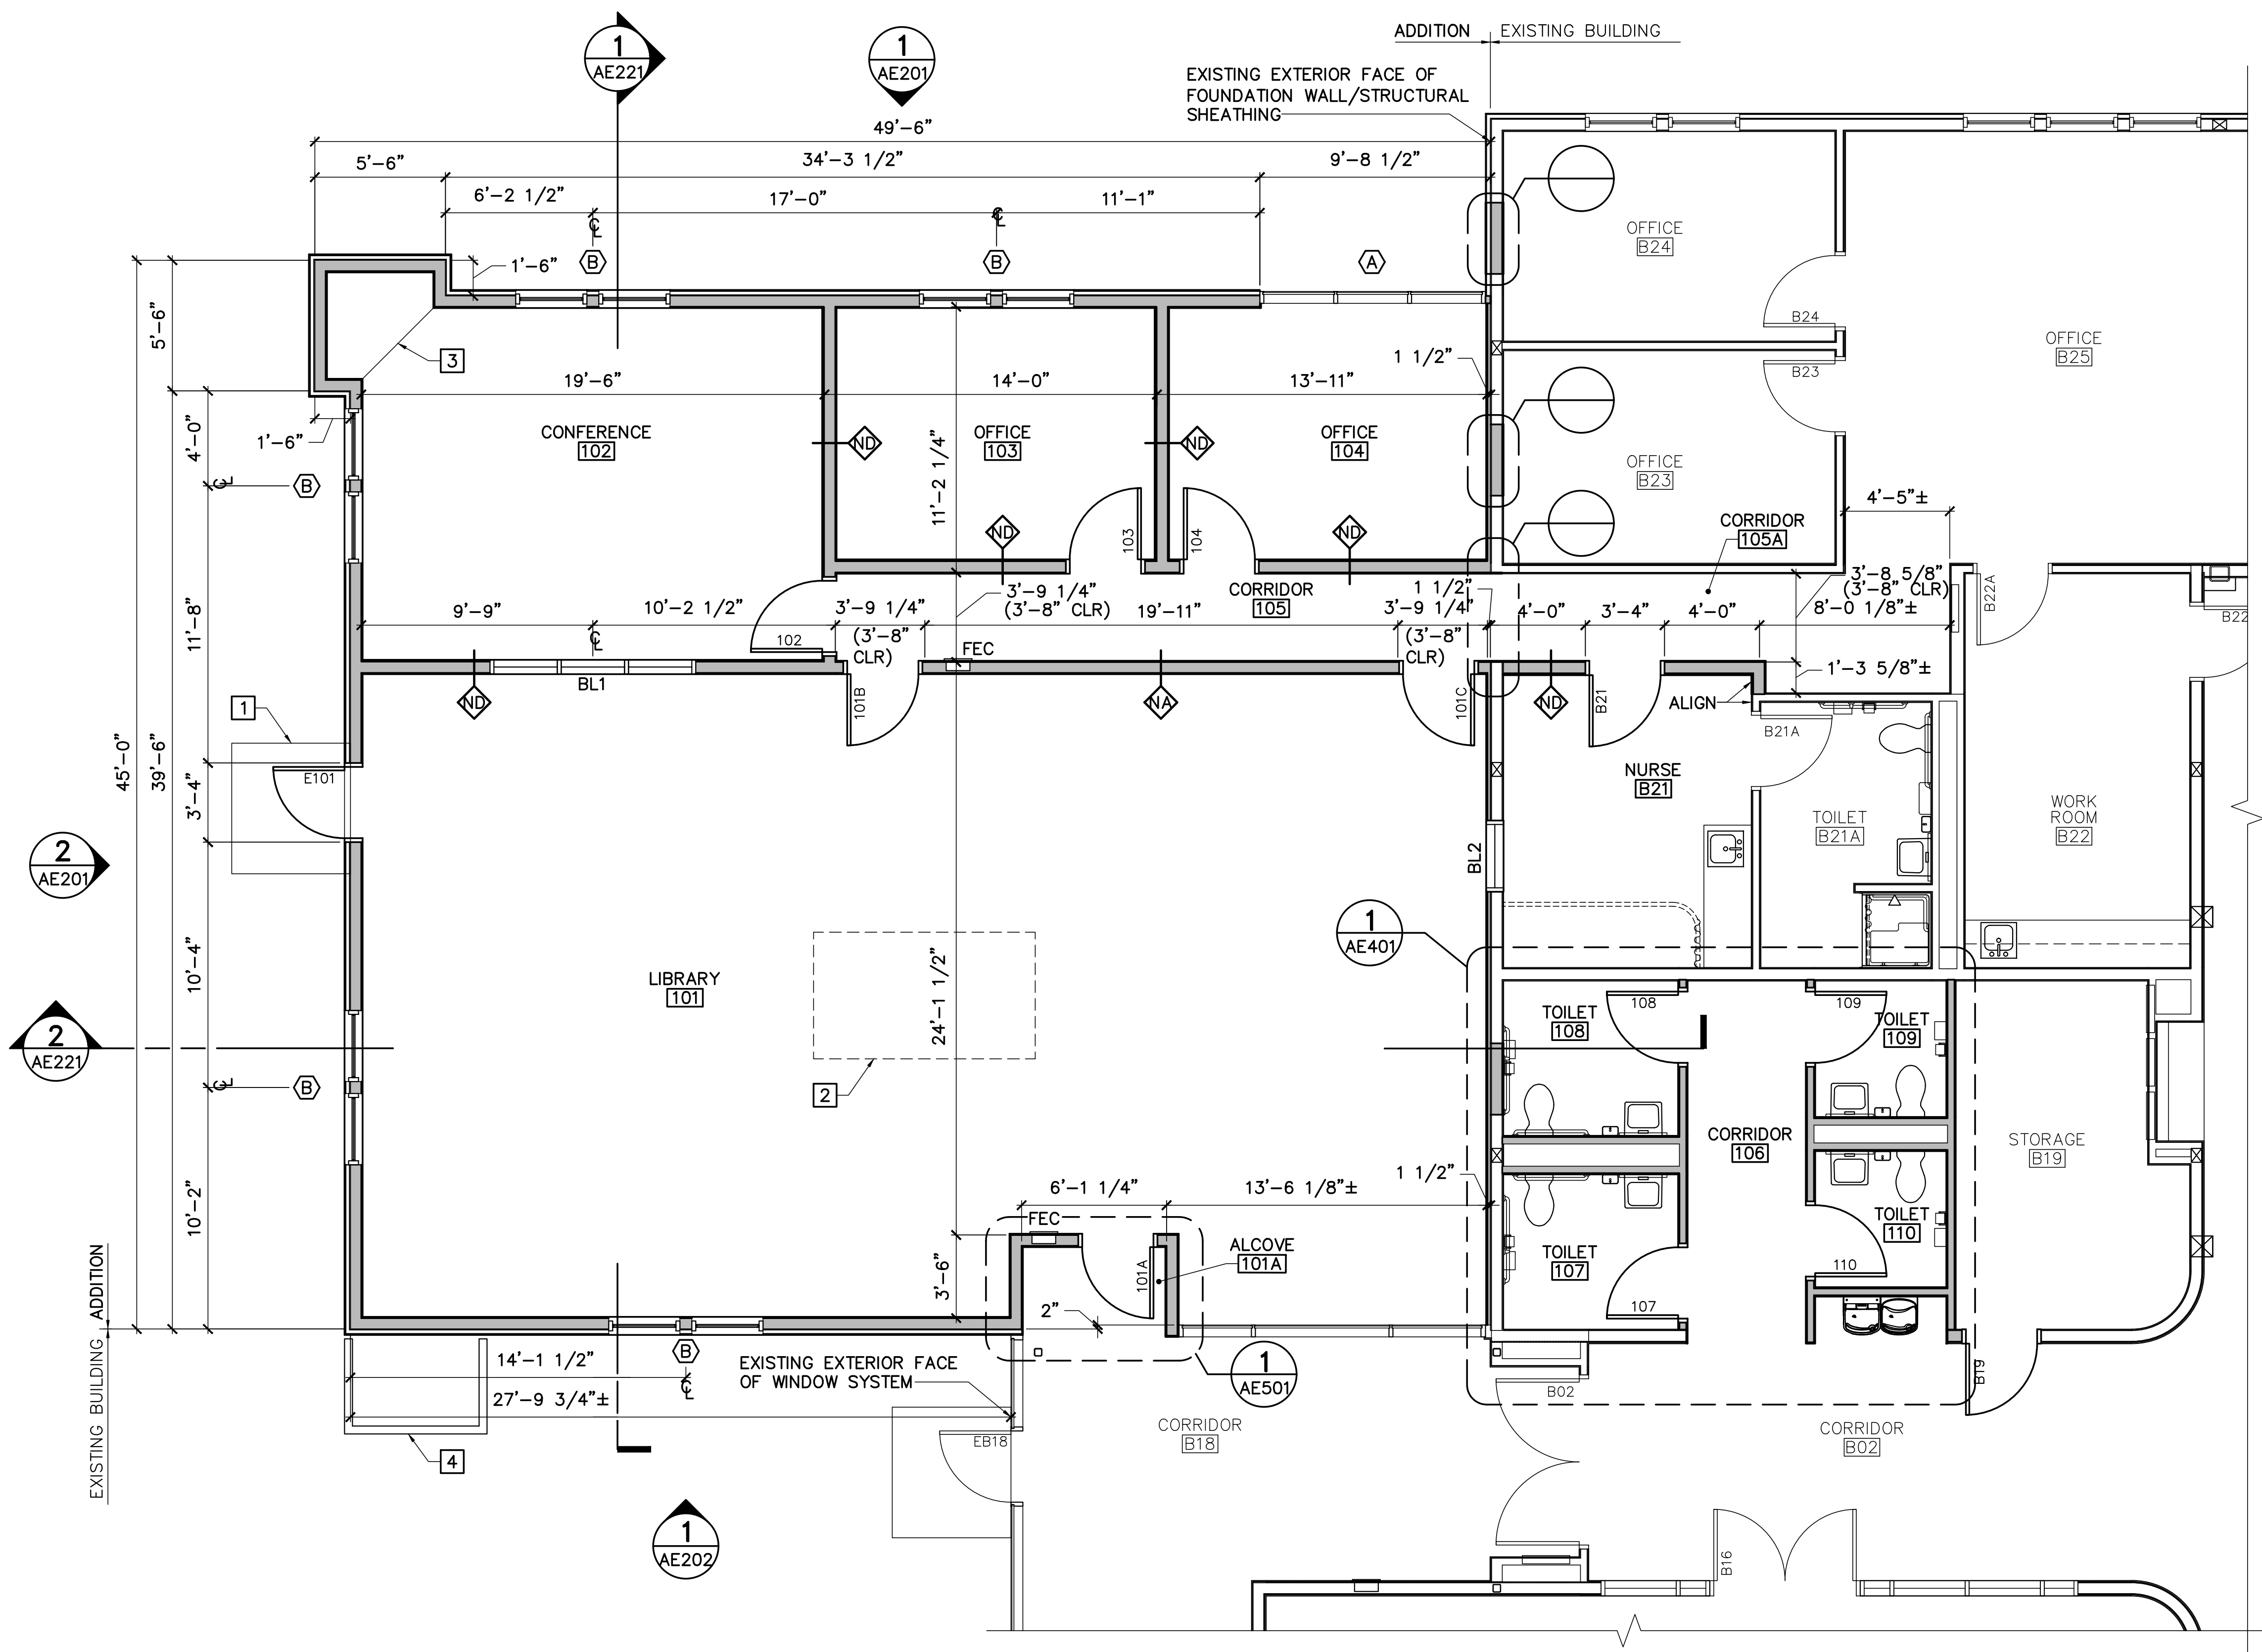 ADDITION EXISTING BUILDING
1
AE221
1
AE201
EXISTING EXTERIOR FACE OF
FOUNDATION WALL/STRUCTURAL
SHEATHING
49'-6"
5'-6" 34'-3 1/2" 9'-8 1/2"
6'-2 1/2" 17'-0" 11'-1"
℄ ℄
1'-6" B B A
OFFICE
B24
B24
5'-6"
3
1 1/2"
OFFICE
B25
B23
19'-6" 14'-0" 13'-11"
4'-0"
1'-6"
CONFERENCE
102
ND
OFFICE
103
ND
OFFICE
104
11'-2 1/4"
OFFICE
B23
℄ B
4'-5"±
ND ND
103 104
CORRIDOR
105A
11'-8"
9'-9" 10'-2 1/2"
℄
102
3'-9 1/4"
(3'-8"
CLR)
3'-9 1/4"
(3'-8" CLR)
19'-11"
CORRIDOR
105
1 1/2"
3'-9 1/4"
(3'-8"
CLR)
4'-0" 3'-4" 4'-0"
3'-8 5/8"
(3'-8" CLR)
8'-0 1/8"±
B22A
B22
FEC
BL1
ND
101B
NA
101C
ND
B21
ALIGN
1'-3 5/8"±
B21A
1
45'-0" 39'-6"
3'-4"
E101
NURSE
B21
TOILET
B21A
WORK
ROOM
B22
BL2
2
AE201
1
AE401
10'-4"
LIBRARY
101
24'-1 1/2"
2
AE221
℄ B
2
TOILET
108
108
109
TOILET
109
CORRIDOR
106
STORAGE
B19
10'-2"
6'-1 1/4" 13'-6 1/8"± 1 1/2"
FEC
ALCOVE
101A
101A
3'-6"
2"
TOILET
107
107
TOILET
110
110
ADDITION
EXISTING BUILDING
14'-1 1/2"
B
℄
27'-9 3/4"±
EXISTING EXTERIOR FACE
OF WINDOW SYSTEM
1
AE501
B02
B19
4
EB18
CORRIDOR
B18
CORRIDOR
B02
1
AE202
B16